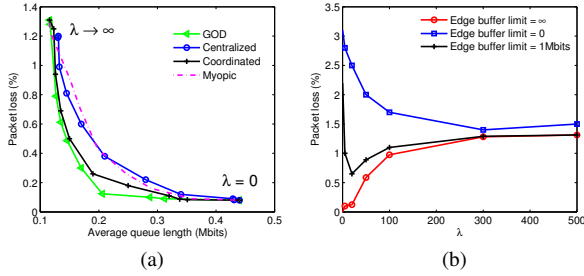 Packet loss (%)
1.4
1.2
1
0.8
0.6
0.4
0.2
0
0.1
0.2
0.3
0.4
0.5
Average queue length (Mbits)
λ → ∞
λ = 0
GOD
Centralized
Coordinated
Myopic
(a)
Packet loss (%)
3.5
3
2.5
2
1.5
1
0.5
0
0
100
200
300
400
500
λ
Edge buffer limit = ∞
Edge buffer limit = 0
Edge buffer limit = 1Mbits
(b)